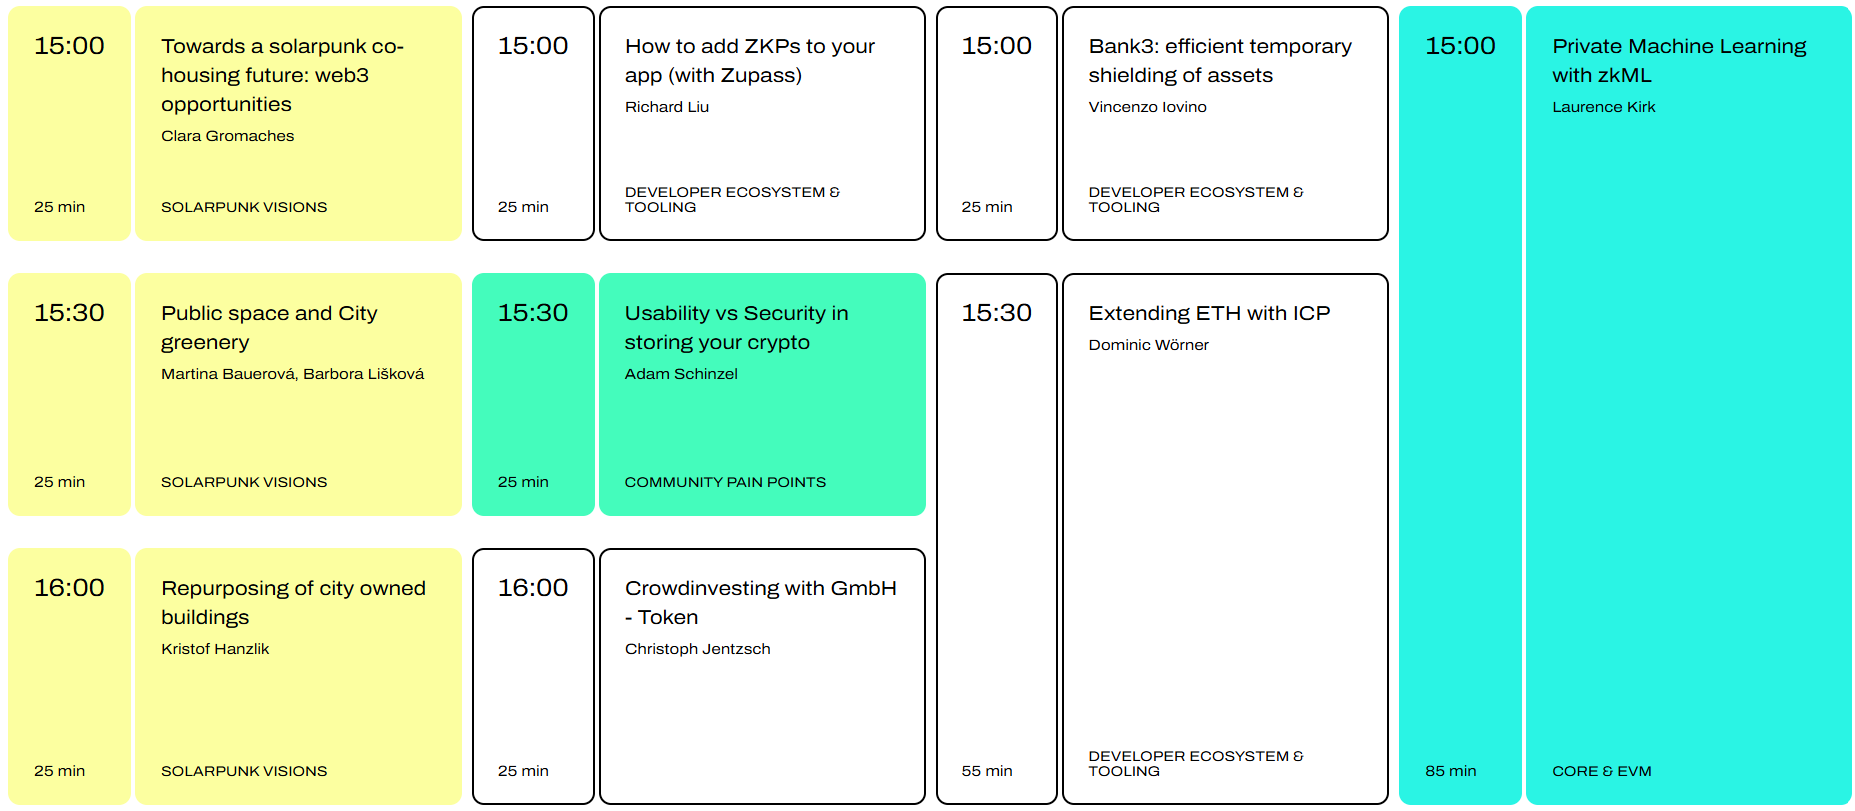 15:00
Towards a solarpunk co-
housing future: web3
opportunities
Clara Gromaches
25 min
SOLARPUNK VISIONS
15:00
How to add ZKPs to your
app (with Zupass)
Richard Liu
25 min
DEVELOPER ECOSYSTEM &
TOOLING
15:00
Bank3: efficient temporary
shielding of assets
Vincenzo Iovino
25 min
DEVELOPER ECOSYSTEM &
TOOLING
15:00
Private Machine Learning
with zkML
Laurence Kirk
85 min
CORE & EVM
15:30
Public space and City
greenery
Martina Bauerová, Barbora Lišková
25 min
SOLARPUNK VISIONS
15:30
Usability vs Security in
storing your crypto
Adam Schinzel
25 min
COMMUNITY PAIN POINTS
15:30
Extending ETH with ICP
Dominic Wörner
55 min
DEVELOPER ECOSYSTEM &
TOOLING
16:00
Repurposing of city owned
buildings
Kristof Hanzlik
25 min
SOLARPUNK VISIONS
16:00
Crowdinvesting with GmbH
- Token
Christoph Jentzsch
25 min